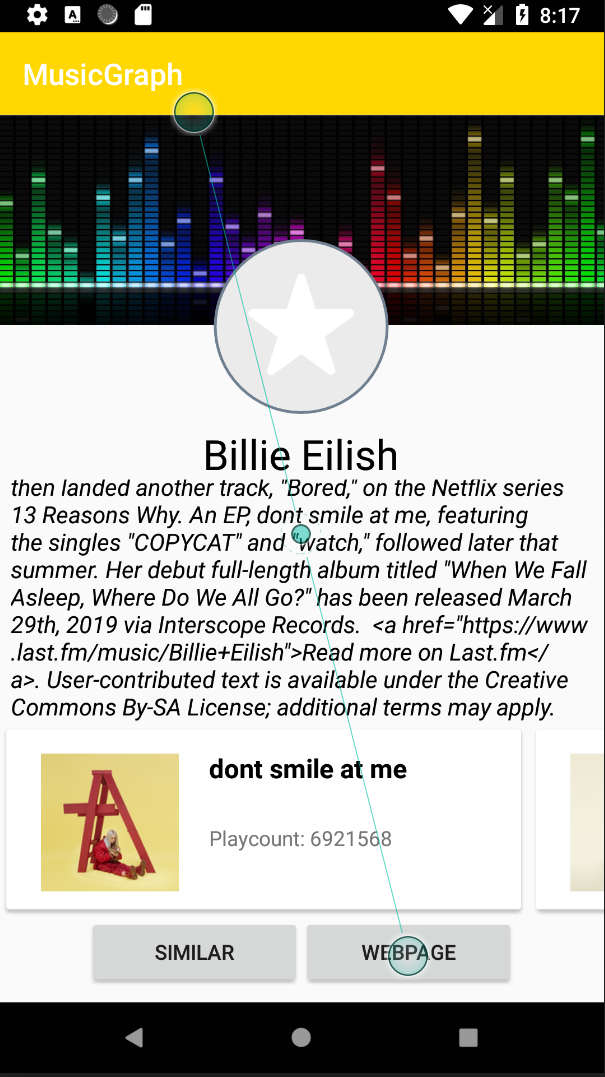 8:17
MusicGraph
Billie Eilish
then landed another track, "Bored," on the Netflix series
13 Reasons Why. An EP, dont smile at me, featuring
the singles "COPYCAT" and "watch," followed later that
summer. Her debut full-length album titled "When We Fall
Asleep, Where Do We All Go?" has been released March
29th, 2019 via Interscope Records.  <a href="https://www
.last.fm/music/Billie+Eilish">Read more on Last.fm</
a>. User-contributed text is available under the Creative
Commons By-SA License; additional terms may apply.
dont smile at me
Playcount: 6921568
SIMILAR
WEBPAGE